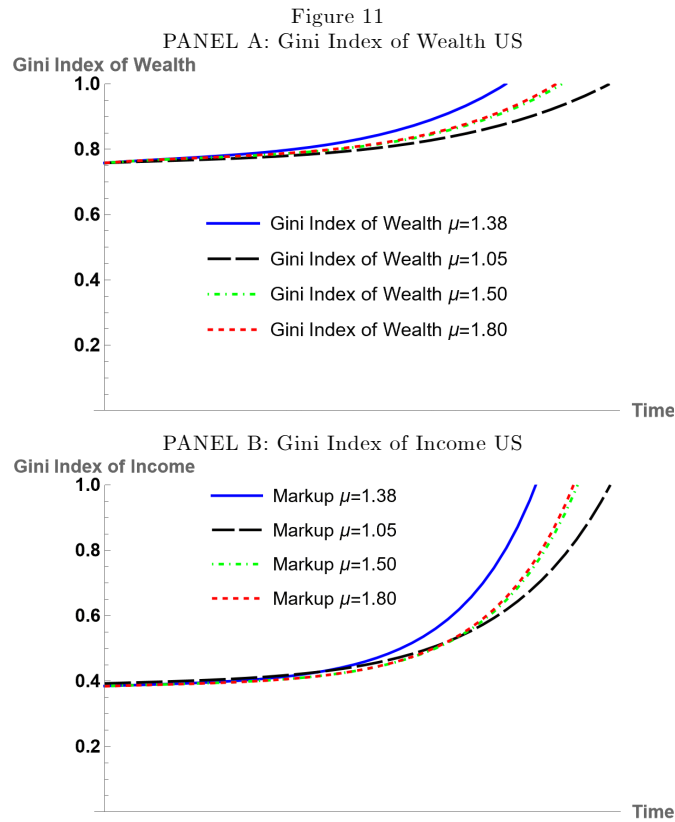 Figure 11
PANEL A: Gini Index of Wealth US
Gini Index of Wealth
1.0
0.8
0.6
Gini Index of Wealth μ=1.38
Gini Index of Wealth μ=1.05
0.4
Gini Index of Wealth μ=1.50
Gini Index of Wealth μ=1.80
0.2
Time
PANEL B: Gini Index of Income US
Gini Index of Income
1.0
Markup μ=1.38
Markup μ=1.05
0.8
Markup μ=1.50
Markup μ=1.80
0.6
0.4
0.2
Time